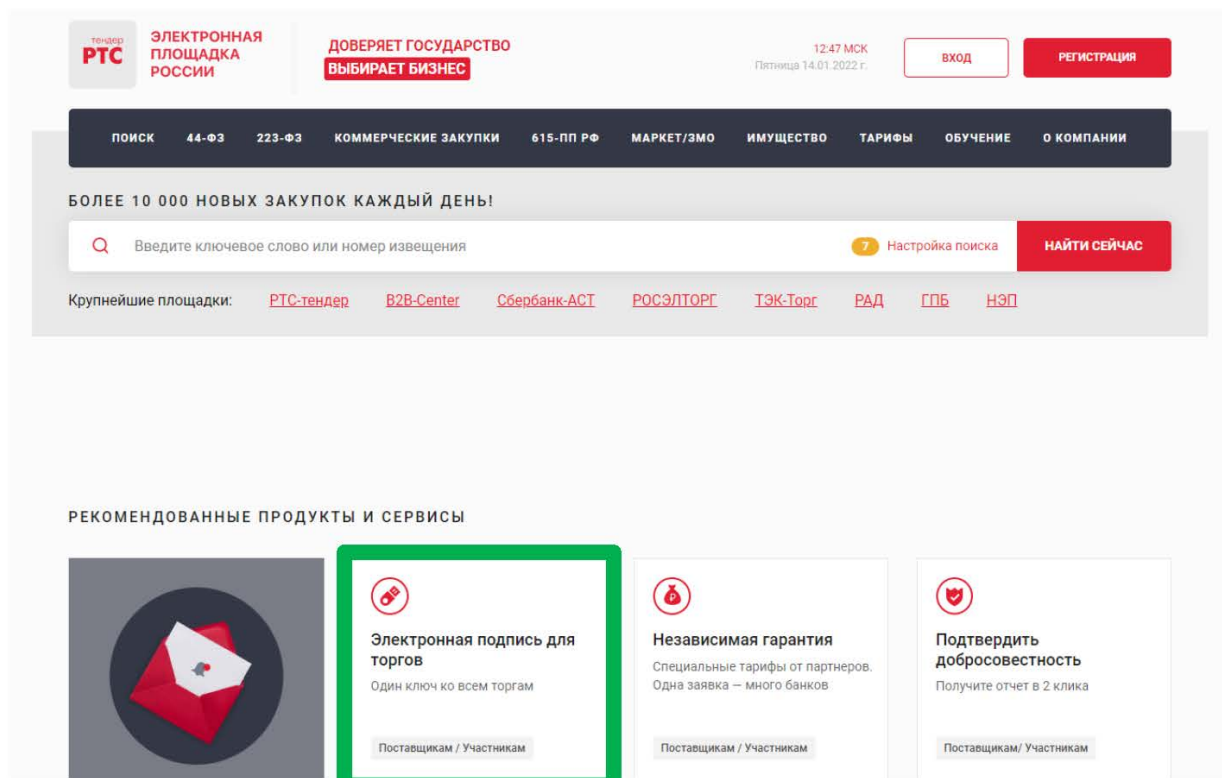 тендер
РТС
ЭЛЕКТРОННАЯ
ПЛОЩАДКА
РОССИИ
ДОВЕРЯЕТ ГОСУДАРСТВО
ВЫБИРАЕТ БИЗНЕС
12:47 МСК
Пятница 14.01.2022 г.
ВХОД
РЕГИСТРАЦИЯ
ПОИСК 44-ФЗ 223-ФЗ КОММЕРЧЕСКИЕ ЗАКУПКИ 615-ПП РФ МАРКЕТ/ЗМО ИМУЩЕСТВО ТАРИФЫ ОБУЧЕНИЕ О КОМПАНИИ
БОЛЕЕ 10 000 НОВЫХ ЗАКУПОК КАЖДЫЙ ДЕНЬ!
Введите ключевое слово или номер извещения 7 Настройка поиска НАЙТИ СЕЙЧАС
Крупнейшие площадки: РТС-тендер B2B-Center Сбербанк-АСТ РОСЭЛТОРГ ТЭК-Торг РАД ГПБ НЭП
РЕКОМЕНДОВАННЫЕ ПРОДУКТЫ И СЕРВИСЫ
Электронная подпись для
торгов
Один ключ ко всем торгам
Поставщикам / Участникам
Независимая гарантия
Специальные тарифы от партнеров.
Одна заявка — много банков
Поставщикам / Участникам
Подтвердить
добросовестность
Получите отчет в 2 клика
Поставщикам/ Участникам